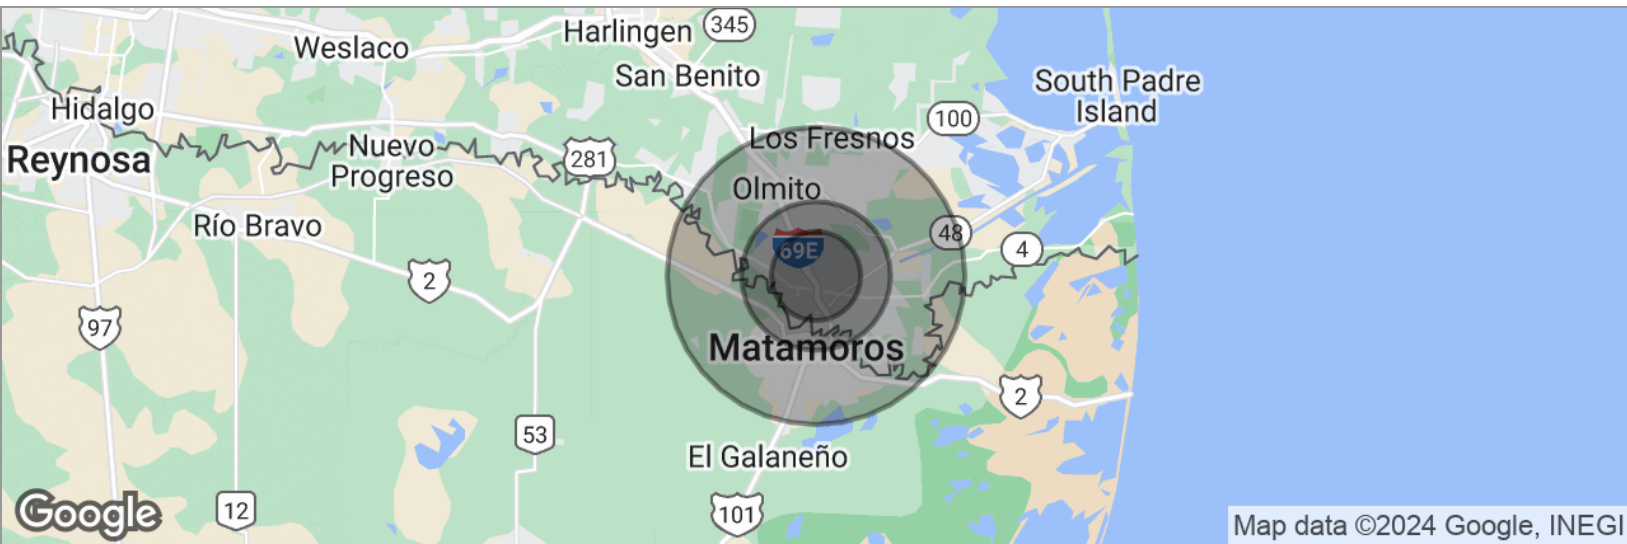 345
Harlingen
Weslaco
San Benito
South Padre
Island
Hidalgo
100
Los Fresnos
Nuevo
Progreso
281
Reynosa
Olmito
Río Bravo
48
4
69E
2
97
Matamoros
2
53
El Galaneño
12
101
Google
Map data ©2024 Google, INEGI